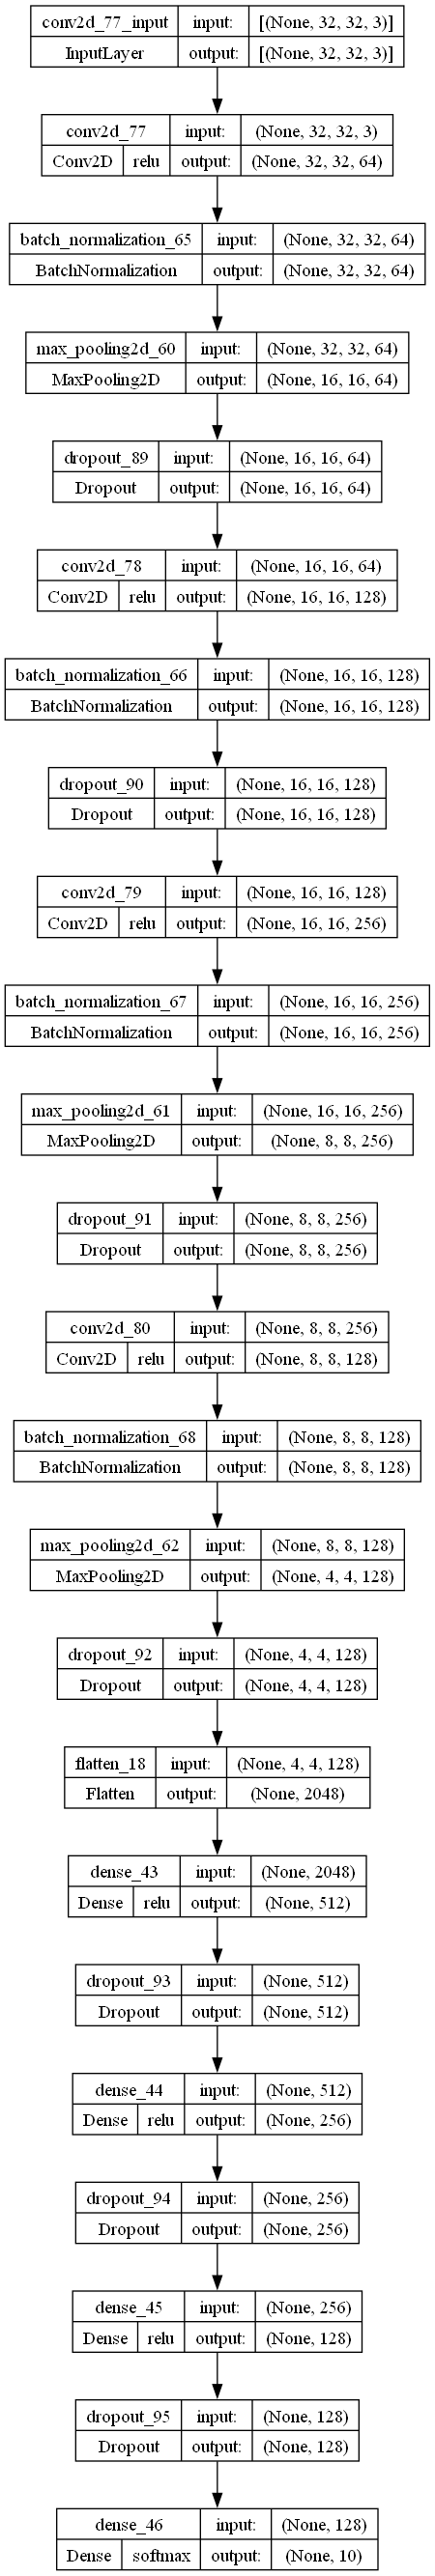 conv2d_77_input input: [(None, 32, 32, 3)]
InputLayer output: [(None, 32, 32, 3)]
conv2d_77 input: (None, 32, 32, 3)
Conv2D relu output: (None, 32, 32, 64)
batch_normalization_65 input: (None, 32, 32, 64)
BatchNormalization output: (None, 32, 32, 64)
max_pooling2d_60 input: (None, 32, 32, 64)
MaxPooling2D output: (None, 16, 16, 64)
dropout_89 input: (None, 16, 16, 64)
Dropout output: (None, 16, 16, 64)
conv2d_78 input: (None, 16, 16, 64)
Conv2D relu output: (None, 16, 16, 128)
batch_normalization_66 input: (None, 16, 16, 128)
BatchNormalization output: (None, 16, 16, 128)
dropout_90 input: (None, 16, 16, 128)
Dropout output: (None, 16, 16, 128)
conv2d_79 input: (None, 16, 16, 128)
Conv2D relu output: (None, 16, 16, 256)
batch_normalization_67 input: (None, 16, 16, 256)
BatchNormalization output: (None, 16, 16, 256)
max_pooling2d_61 input: (None, 16, 16, 256)
MaxPooling2D output: (None, 8, 8, 256)
dropout_91 input: (None, 8, 8, 256)
Dropout output: (None, 8, 8, 256)
conv2d_80 input: (None, 8, 8, 256)
Conv2D relu output: (None, 8, 8, 128)
batch_normalization_68 input: (None, 8, 8, 128)
BatchNormalization output: (None, 8, 8, 128)
max_pooling2d_62 input: (None, 8, 8, 128)
MaxPooling2D output: (None, 4, 4, 128)
dropout_92 input: (None, 4, 4, 128)
Dropout output: (None, 4, 4, 128)
flatten_18 input: (None, 4, 4, 128)
Flatten output: (None, 2048)
dense_43 input: (None, 2048)
Dense relu output: (None, 512)
dropout_93 input: (None, 512)
Dropout output: (None, 512)
dense_44 input: (None, 512)
Dense relu output: (None, 256)
dropout_94 input: (None, 256)
Dropout output: (None, 256)
dense_45 input: (None, 256)
Dense relu output: (None, 128)
dropout_95 input: (None, 128)
Dropout output: (None, 128)
dense_46 input: (None, 128)
Dense softmax output: (None, 10)